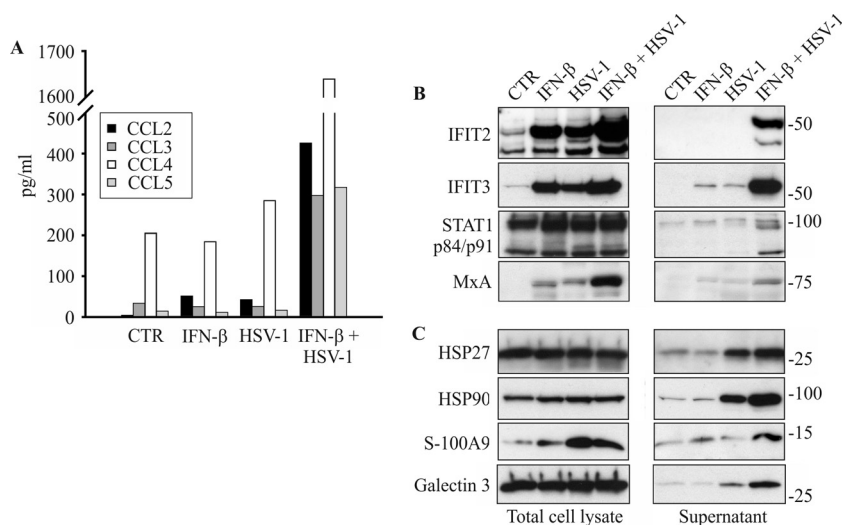 A
1700
1600
500
400
300
200
100
0
pg/ml
CCL2
CCL3
CCL4
CCL5
CTR IFN-β HSV-1 IFN-β +
HSV-1
B
CTR IFN-β HSV-1 IFN-β + HSV-1
CTR IFN-β HSV-1 IFN-β + HSV-1
IFIT2 -50
IFIT3 -50
STAT1 -100
p84/p91
MxA -75
C
HSP27 -25
HSP90 -100
S-100A9 -15
Galectin 3 -25
Total cell lysate Supernatant